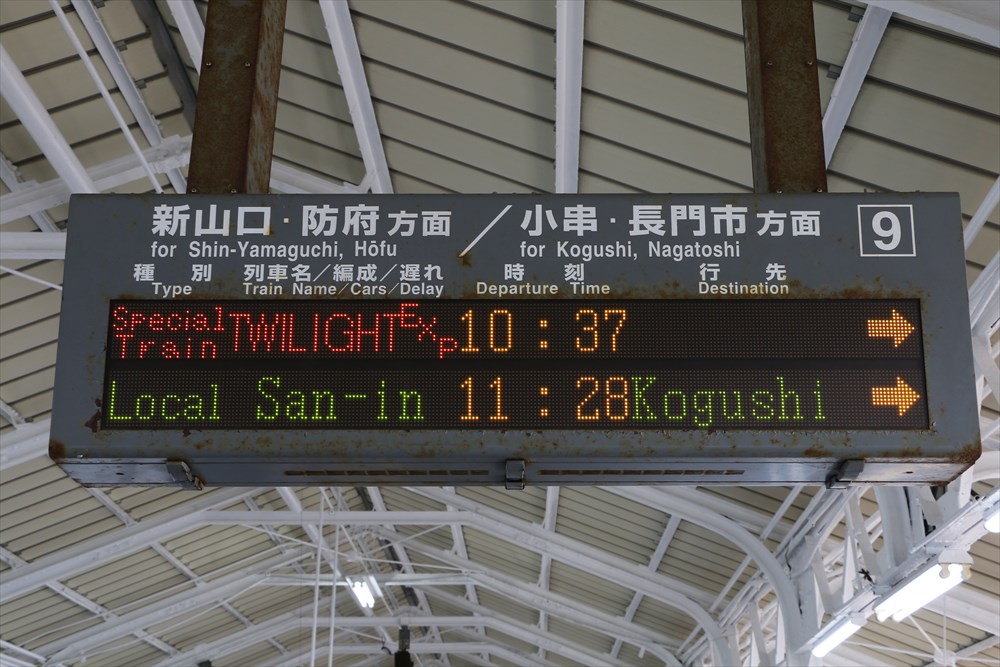 新山口・防府方面／小串・長門市方面 9
for Shin-Yamaguchi, Hōfu for Kogushi, Nagatoshi
種別 列車名／編成／遅れ 時刻 行先
Type Train Name/Cars/Delay Departure Time Destination
Special Train TWILIGHTExp 10:37 →
Local San-in 11:28 Kogushi →